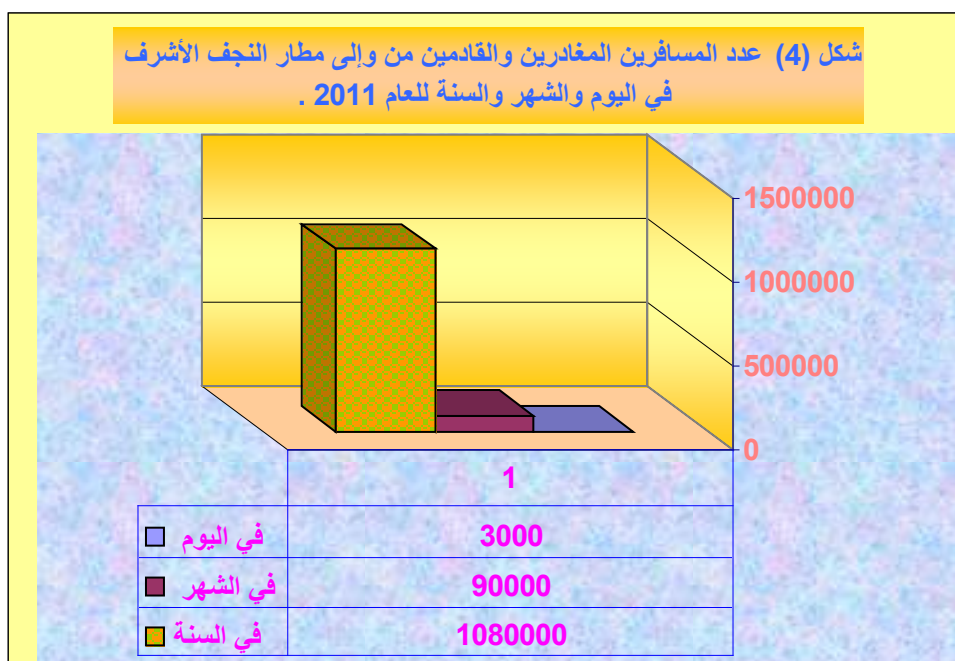 شكل (4) عدد المسافرين المغادرين والقادمين من وإلى مطار النجف الأشرف
في اليوم والشهر والسنة للعام 2011 .
1500000
1000000
500000
0
1
في اليوم 3000
في الشهر 90000
في السنة 1080000